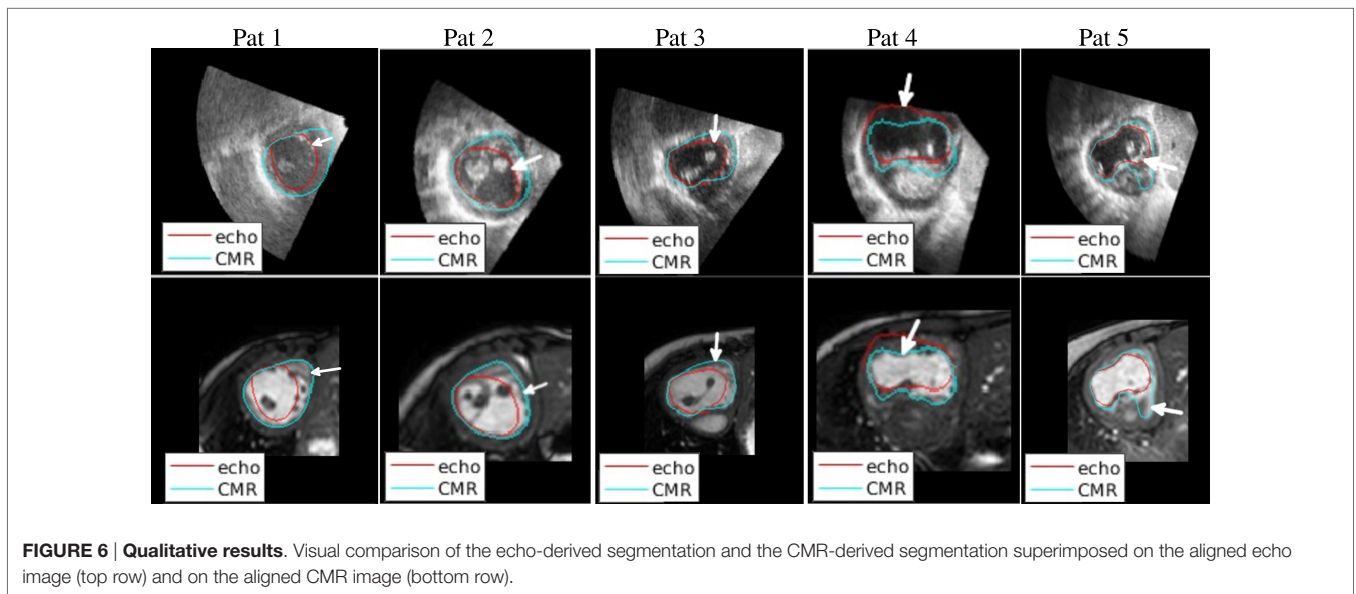 Pat 1 Pat 2 Pat 3 Pat 4 Pat 5
echo echo echo echo echo
CMR CMR CMR CMR CMR
echo echo echo echo echo
CMR CMR CMR CMR CMR
FIGURE 6 | Qualitative results. Visual comparison of the echo-derived segmentation and the CMR-derived segmentation superimposed on the aligned echo
image (top row) and on the aligned CMR image (bottom row).